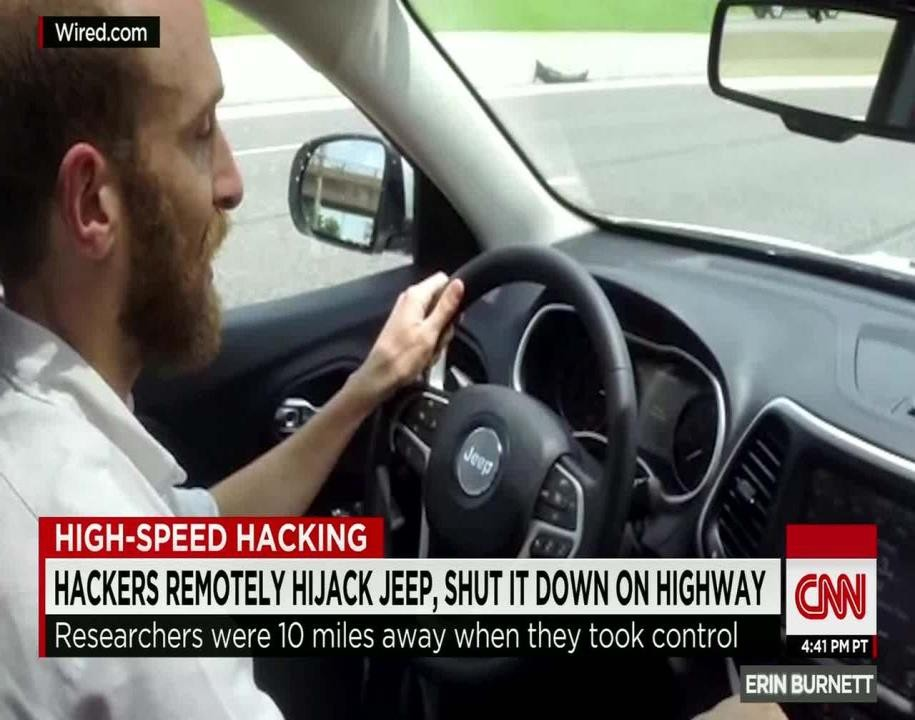 Wired.com
Jeep
HIGH-SPEED HACKING
HACKERS REMOTELY HIJACK JEEP, SHUT IT DOWN ON HIGHWAY
Researchers were 10 miles away when they took control
CNN
4:41 PM PT
ERIN BURNETT